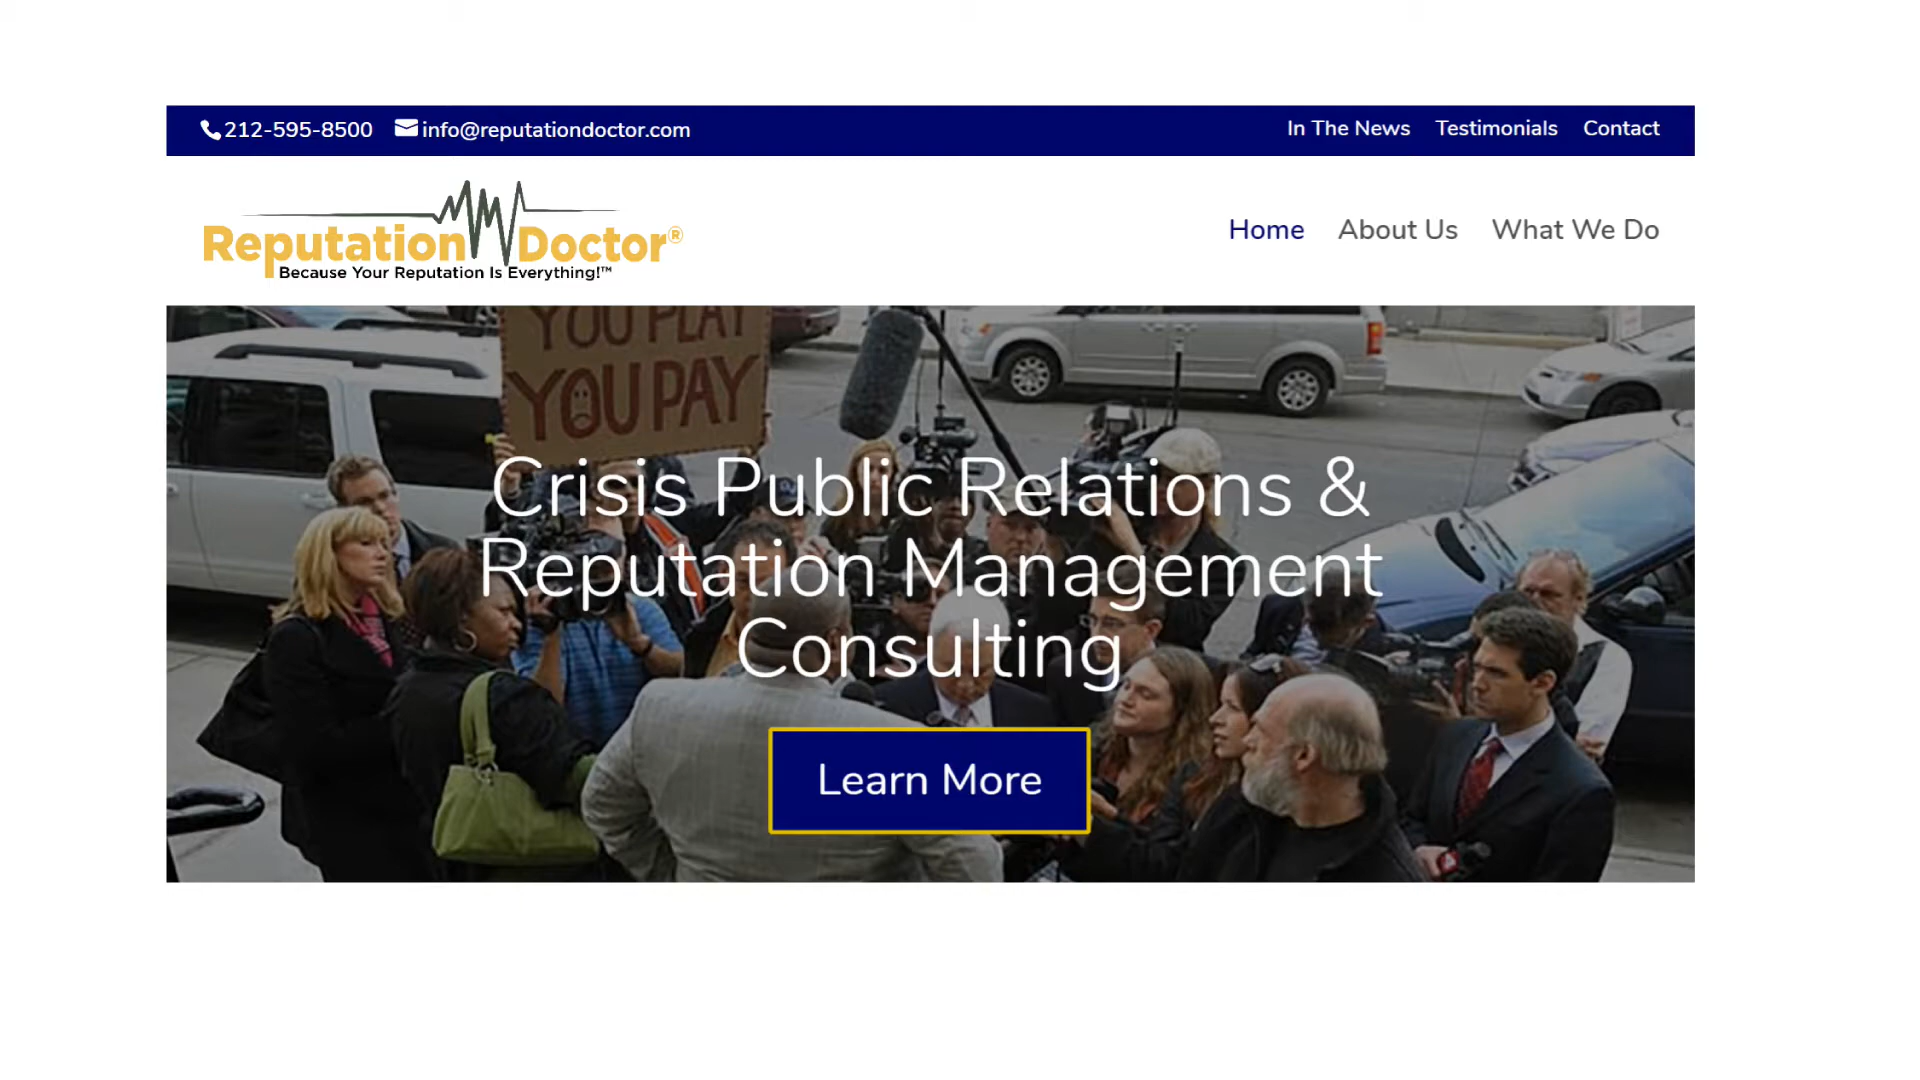 212-595-8500 info@reputationdoctor.com In The News Testimonials Contact
Reputation Doctor®
Because Your Reputation Is Everything!™
Home About Us What We Do
YOU PLAY
YOU PAY
Crisis Public Relations &
Reputation Management
Consulting
Learn More